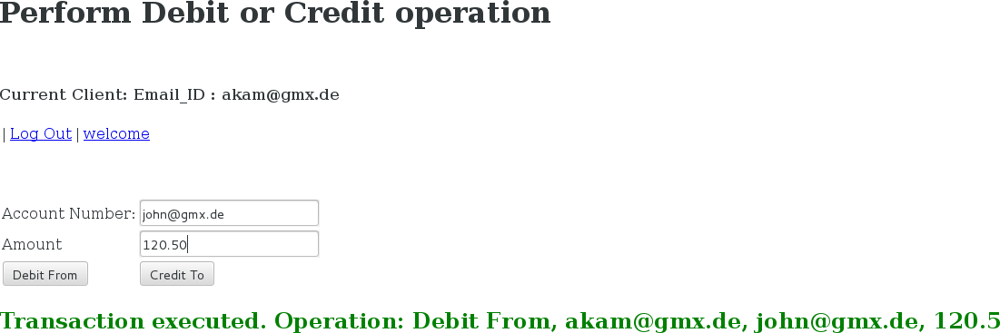 Perform Debit or Credit operation
Current Client: Email_ID : akam@gmx.de
| Log Out | welcome
Account Number: john@gmx.de
Amount 120.50
Debit From Credit To
Transaction executed. Operation: Debit From, akam@gmx.de, john@gmx.de, 120.5